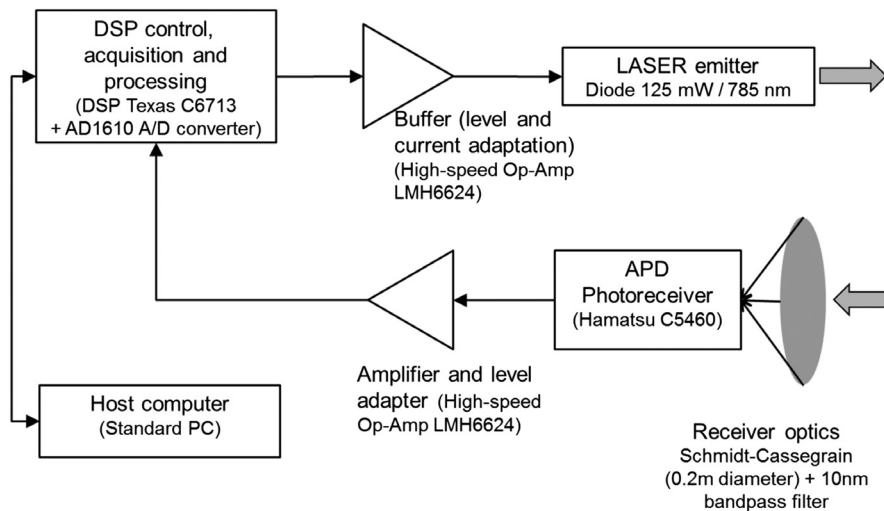 DSP control,
acquisition and
processing
(DSP Texas C6713
+ AD1610 A/D converter)
Buffer (level and
current adaptation)
(High-speed Op-Amp
LMH6624)
LASER emitter
Diode 125 mW / 785 nm
APD
Photoreceiver
(Hamatsu C5460)
Amplifier and level
adapter (High-speed
Op-Amp LMH6624)
Host computer
(Standard PC)
Receiver optics
Schmidt-Cassegrain
(0.2m diameter) + 10nm
bandpass filter